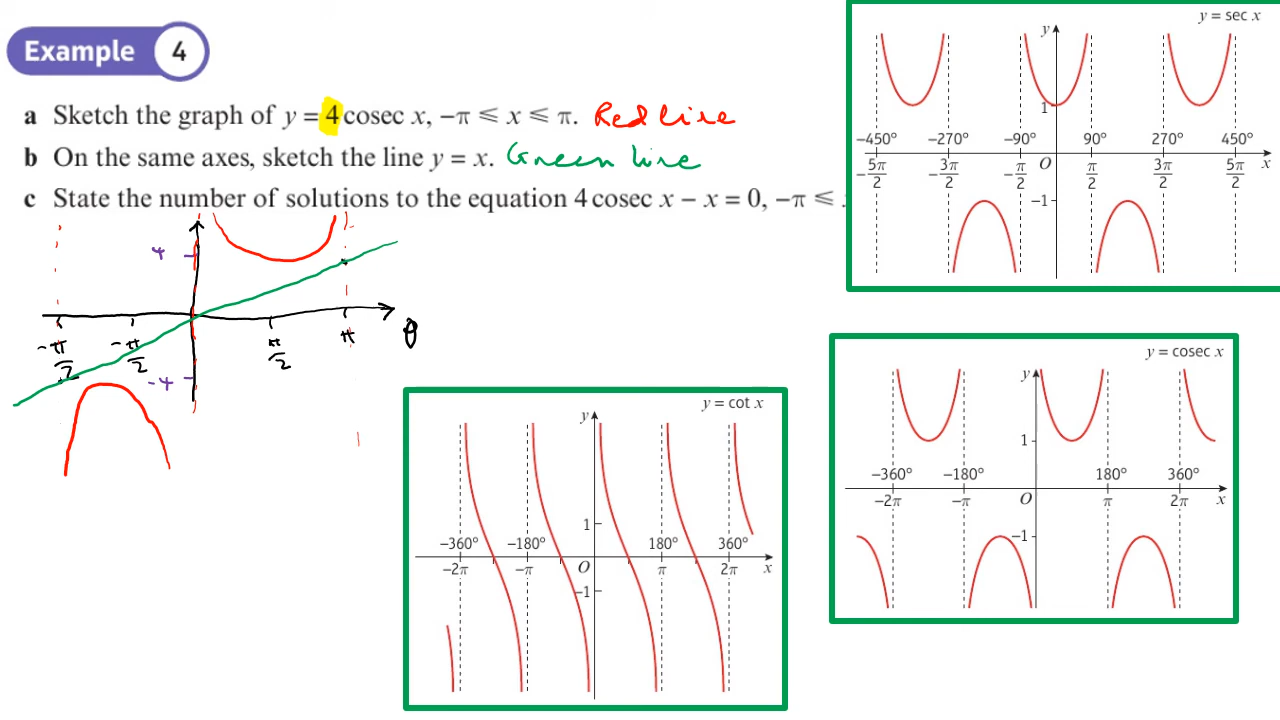 Example 4
a Sketch the graph of y = 4 cosec x, −π ⩽ x ⩽ π. Red line
b On the same axes, sketch the line y = x. Green line
c State the number of solutions to the equation 4 cosec x − x = 0, −π ⩽
4
-π/2 -π/2 π/2 π θ
-4
y = sec x
y
1
−450° −270° −90° 90° 270° 450°
−5π/2 −3π/2 −π/2 O π/2 3π/2 5π/2 x
−1
y = cot x
y
1
−360° −180° 180° 360°
−2π −π O π 2π x
−1
y = cosec x
y
1
−360° −180° 180° 360°
−2π −π O π 2π x
−1